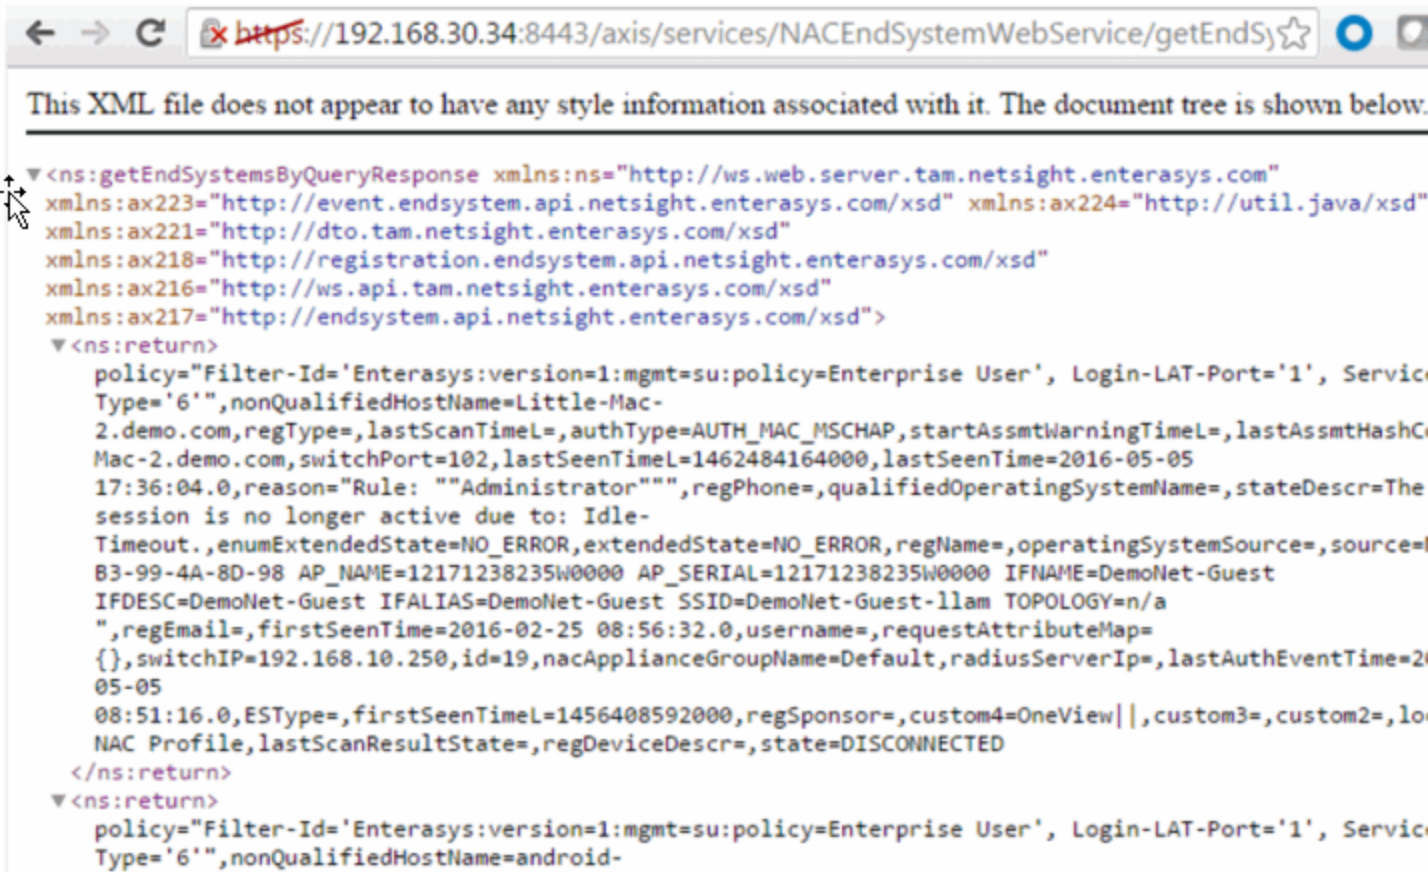 https://192.168.30.34:8443/axis/services/NACEndSystemWebService/getEndSy
This XML file does not appear to have any style information associated with it. The document tree is shown below.
<ns:getEndSystemsByQueryResponse xmlns:ns="http://ws.web.server.tam.netsight.enterasys.com"
xmlns:ax223="http://event.endsystem.api.netsight.enterasys.com/xsd" xmlns:ax224="http://util.java/xsd"
xmlns:ax221="http://dto.tam.netsight.enterasys.com/xsd"
xmlns:ax218="http://registration.endsystem.api.netsight.enterasys.com/xsd"
xmlns:ax216="http://ws.api.tam.netsight.enterasys.com/xsd"
xmlns:ax217="http://endsystem.api.netsight.enterasys.com/xsd">
<ns:return>
policy="Filter-Id='Enterasys:version=1:mgmt=su:policy=Enterprise User', Login-LAT-Port='1', Servic
Type='6'",nonQualifiedHostName=Little-Mac-
2.demo.com,regType=,lastScanTimeL=,authType=AUTH_MAC_MSCHAP,startAssmtWarningTimeL=,lastAssmtHashC
Mac-2.demo.com,switchPort=102,lastSeenTimeL=1462484164000,lastSeenTime=2016-05-05
17:36:04.0,reason="Rule: ""Administrator""",regPhone=,qualifiedOperatingSystemName=,stateDescr=The
session is no longer active due to: Idle-
Timeout.,enumExtendedState=NO_ERROR,extendedState=NO_ERROR,regName=,operatingSystemSource=,source=
B3-99-4A-8D-98 AP_NAME=12171238235W0000 AP_SERIAL=12171238235W0000 IFNAME=DemoNet-Guest
IFDESC=DemoNet-Guest IFALIAS=DemoNet-Guest SSID=DemoNet-Guest-llam TOPOLOGY=n/a
",regEmail=,firstSeenTime=2016-02-25 08:56:32.0,username=,requestAttributeMap=
{},switchIP=192.168.10.250,id=19,nacApplianceGroupName=Default,radiusServerIp=,lastAuthEventTime=2
05-05
08:51:16.0,ESType=,firstSeenTimeL=1456408592000,regSponsor=,custom4=OneView||,custom3=,custom2=,lo
NAC Profile,lastScanResultState=,regDeviceDescr=,state=DISCONNECTED
</ns:return>
<ns:return>
policy="Filter-Id='Enterasys:version=1:mgmt=su:policy=Enterprise User', Login-LAT-Port='1', Servic
Type='6'",nonQualifiedHostName=android-